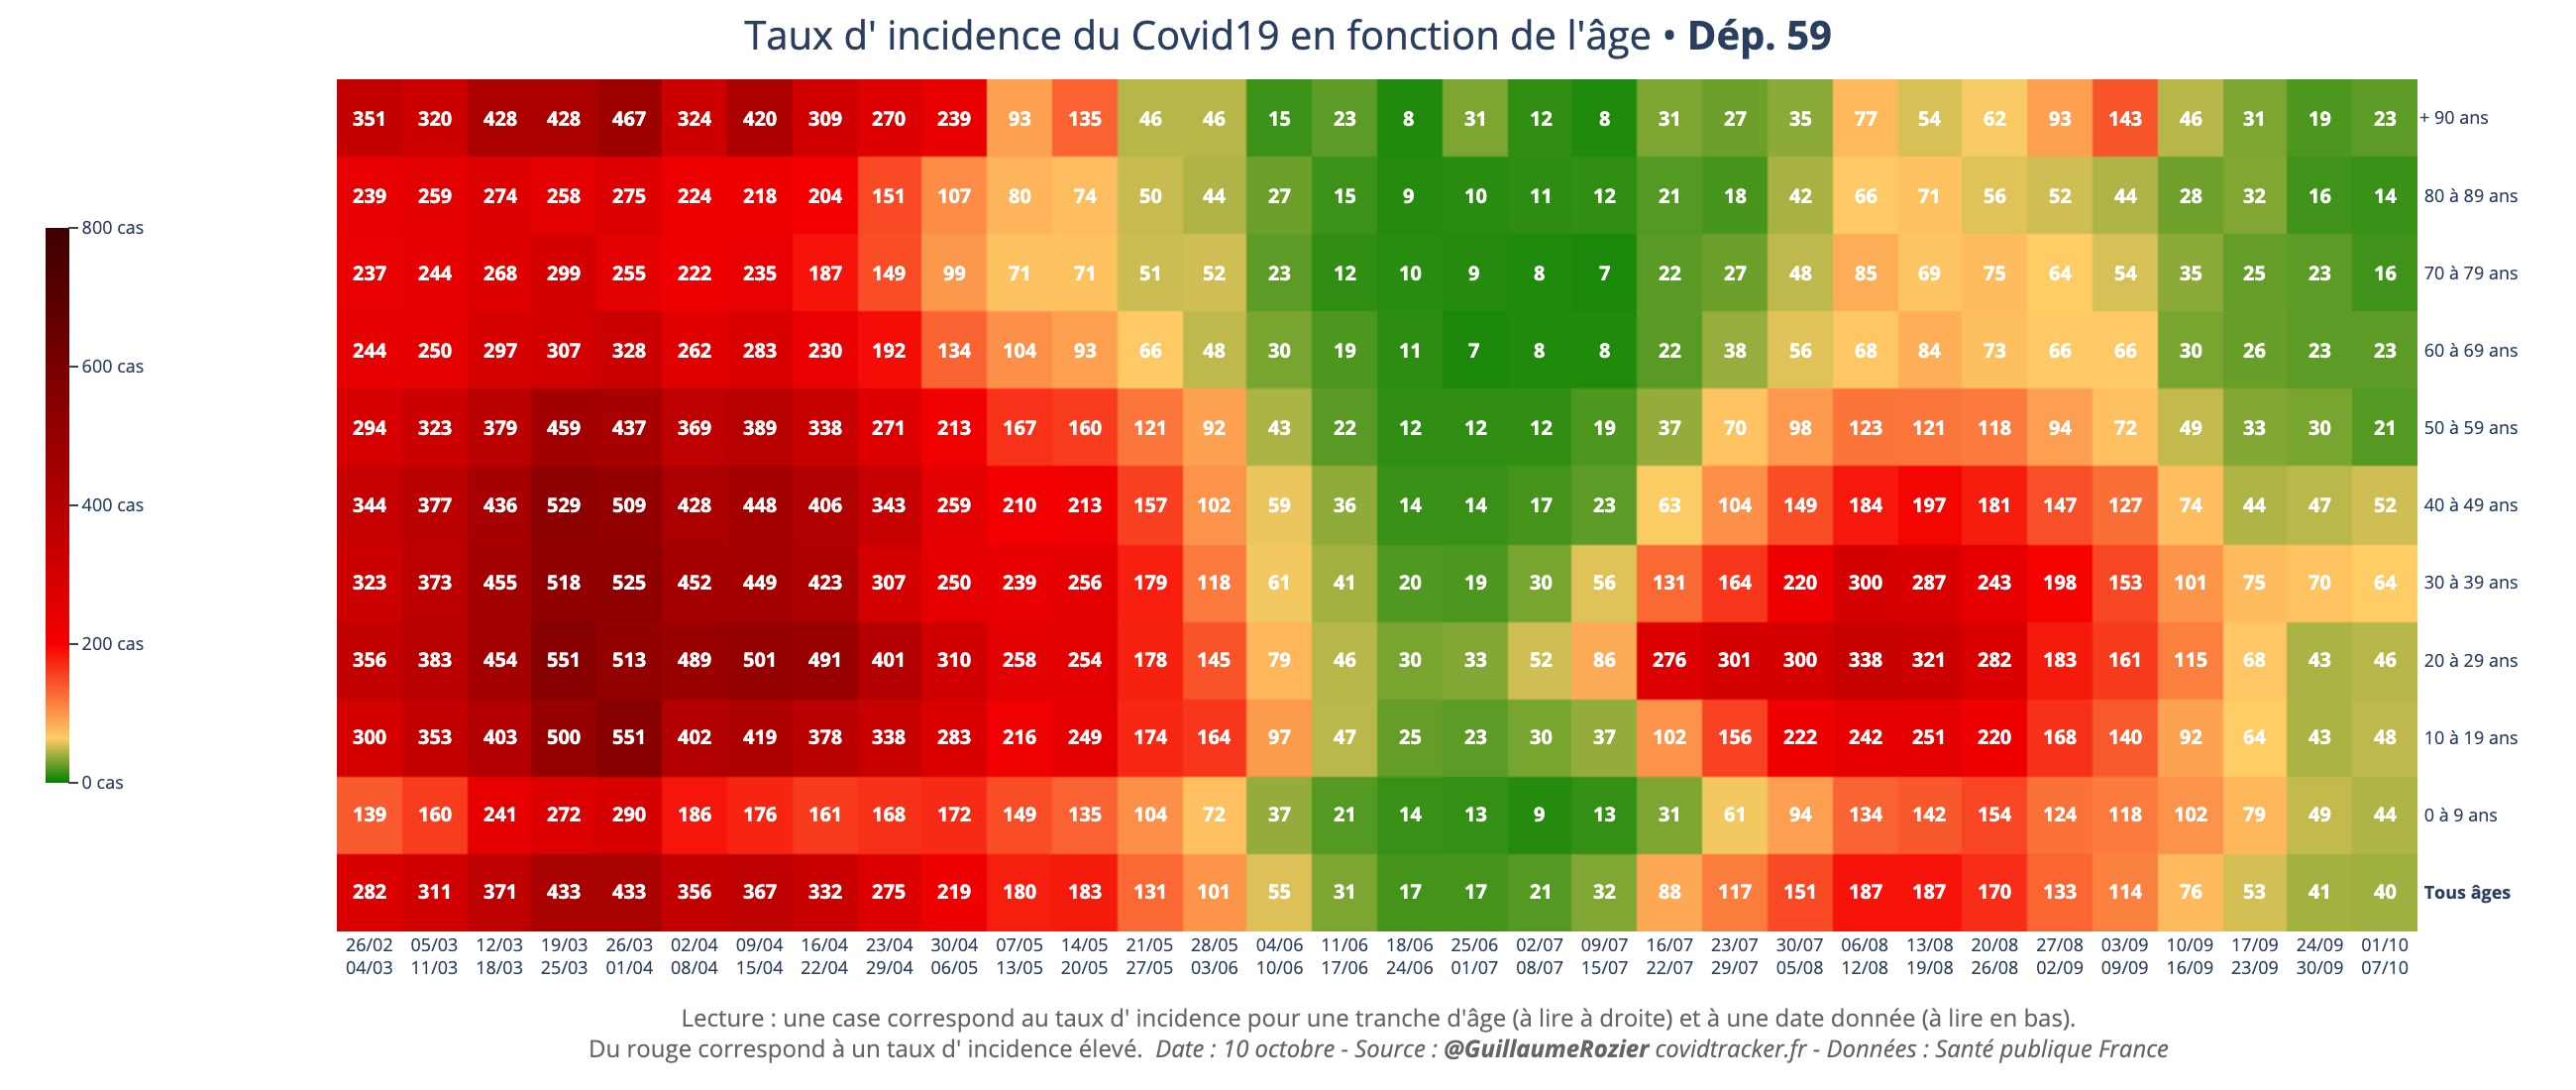 Taux d' incidence du Covid19 en fonction de l'âge • Dép. 59
800 cas
600 cas
400 cas
200 cas
0 cas
351 320 428 428 467 324 420 309 270 239 93 135 46 46 15 23 8 31 12 8 31 27 35 77 54 62 93 143 46 31 19 23 + 90 ans
239 259 274 258 275 224 218 204 151 107 80 74 50 44 27 15 9 10 11 12 21 18 42 66 71 56 52 44 28 32 16 14 80 à 89 ans
237 244 268 299 255 222 235 187 149 99 71 71 51 52 23 12 10 9 8 7 22 27 48 85 69 75 64 54 35 25 23 16 70 à 79 ans
244 250 297 307 328 262 283 230 192 134 104 93 66 48 30 19 11 7 8 8 22 38 56 68 84 73 66 66 30 26 23 23 60 à 69 ans
294 323 379 459 437 369 389 338 271 213 167 160 121 92 43 22 12 12 12 19 37 70 98 123 121 118 94 72 49 33 30 21 50 à 59 ans
344 377 436 529 509 428 448 406 343 259 210 213 157 102 59 36 14 14 17 23 63 104 149 184 197 181 147 127 74 44 47 52 40 à 49 ans
323 373 455 518 525 452 449 423 307 250 239 256 179 118 61 41 20 19 30 56 131 164 220 300 287 243 198 153 101 75 70 64 30 à 39 ans
356 383 454 551 513 489 501 491 401 310 258 254 178 145 79 46 30 33 52 86 276 301 300 338 321 282 183 161 115 68 43 46 20 à 29 ans
300 353 403 500 551 402 419 378 338 283 216 249 174 164 97 47 25 23 30 37 102 156 222 242 251 220 168 140 92 64 43 48 10 à 19 ans
139 160 241 272 290 186 176 161 168 172 149 135 104 72 37 21 14 13 9 13 31 61 94 134 142 154 124 118 102 79 49 44 0 à 9 ans
282 311 371 433 433 356 367 332 275 219 180 183 131 101 55 31 17 17 21 32 88 117 151 187 187 170 133 114 76 53 41 40 Tous âges
26/02 05/03 12/03 19/03 26/03 02/04 09/04 16/04 23/04 30/04 07/05 14/05 21/05 28/05 04/06 11/06 18/06 25/06 02/07 09/07 16/07 23/07 30/07 06/08 13/08 20/08 27/08 03/09 10/09 17/09 24/09 01/10
04/03 11/03 18/03 25/03 01/04 08/04 15/04 22/04 29/04 06/05 13/05 20/05 27/05 03/06 10/06 17/06 24/06 01/07 08/07 15/07 22/07 29/07 05/08 12/08 19/08 26/08 02/09 09/09 16/09 23/09 30/09 07/10
Lecture : une case correspond au taux d' incidence pour une tranche d'âge (à lire à droite) et à une date donnée (à lire en bas).
Du rouge correspond à un taux d' incidence élevé. Date : 10 octobre - Source : @GuillaumeRozier covidtracker.fr - Données : Santé publique France